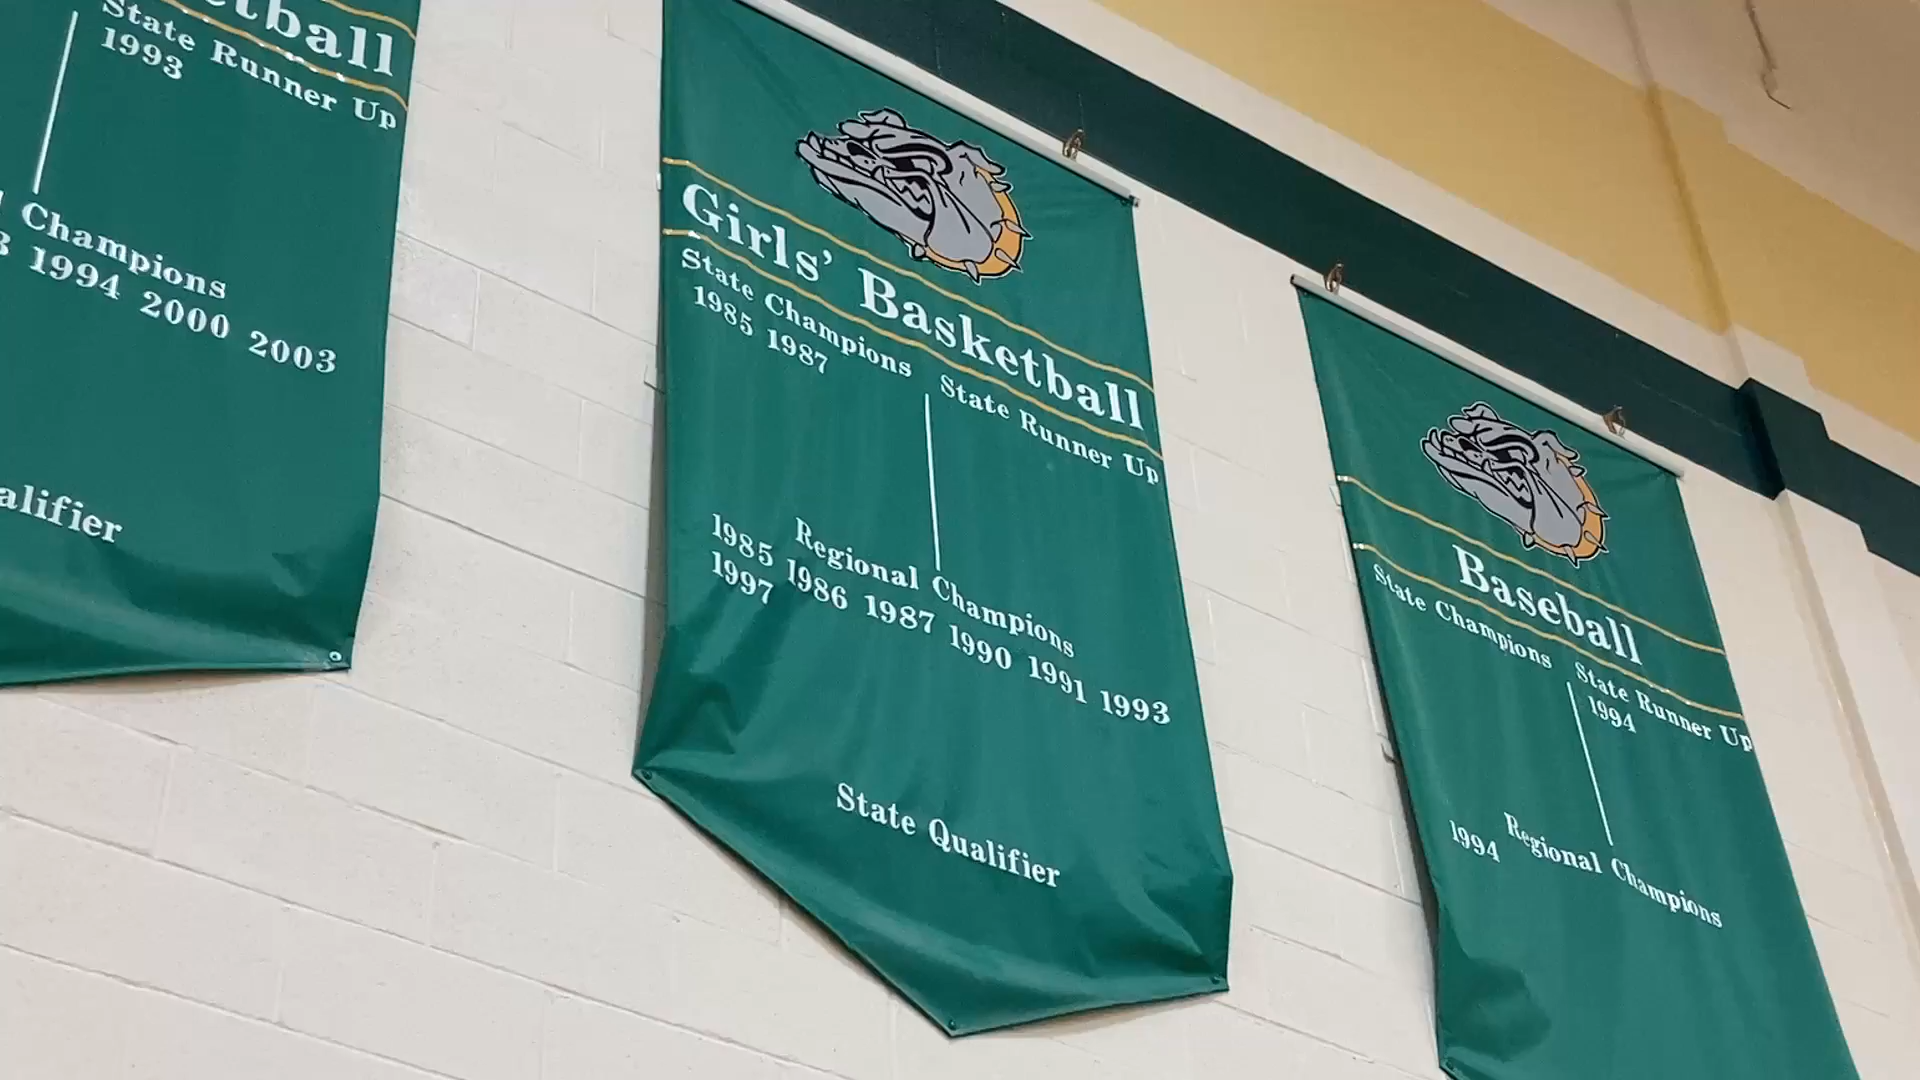 State Runner Up
1993
Champions
1994 2000 2003
Girls' Basketball
State Champions
1985 1987
State Runner Up
Regional Champions
1985 1986 1987 1990 1991 1993
1997
State Qualifier
Baseball
State Champions
State Runner Up
1994
Regional Champions
1994